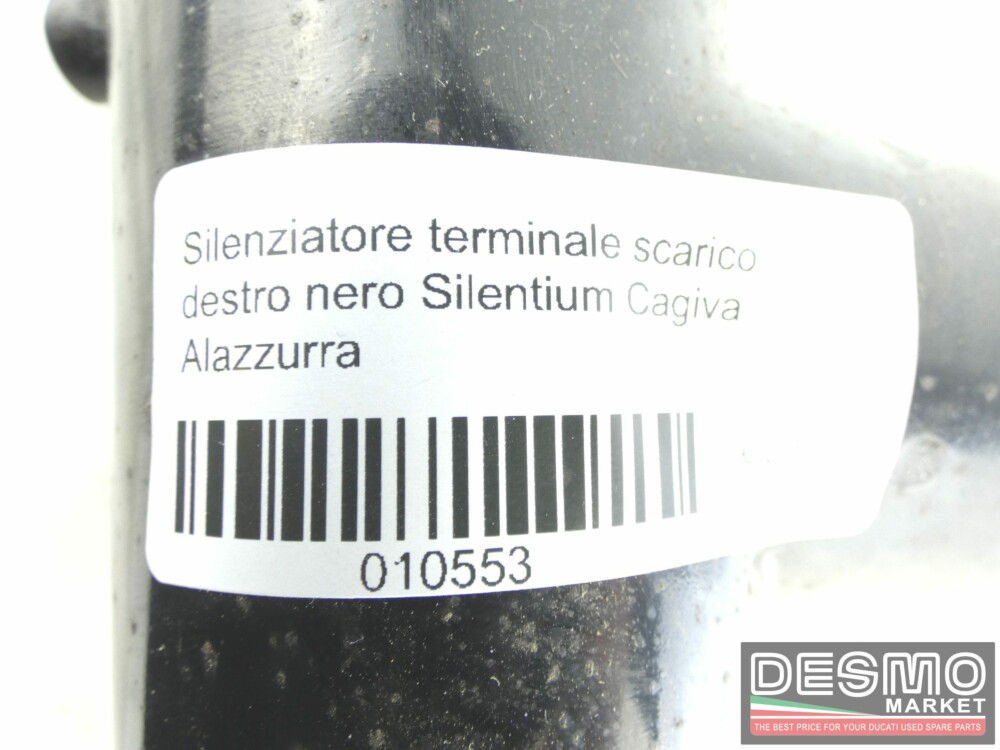 Silenziatore terminale scarico
destro nero Silentium Cagiva
Alazzurra
010553
DESMO
MARKET
THE BEST PRICE FOR YOUR DUCATI USED SPARE PARTS